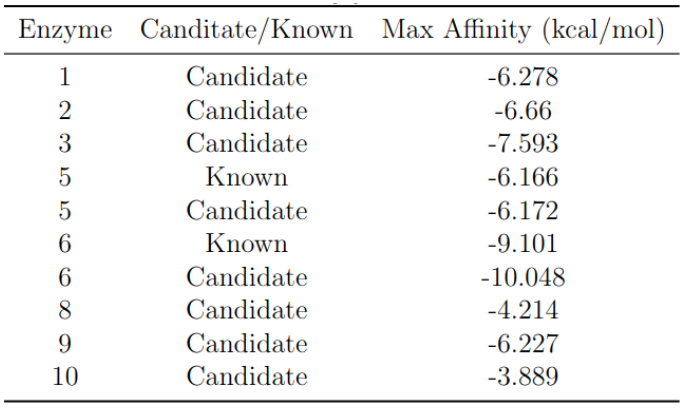 Enzyme Canditate/Known Max Affinity (kcal/mol)
1 Candidate -6.278
2 Candidate -6.66
3 Candidate -7.593
5 Known -6.166
5 Candidate -6.172
6 Known -9.101
6 Candidate -10.048
8 Candidate -4.214
9 Candidate -6.227
10 Candidate -3.889